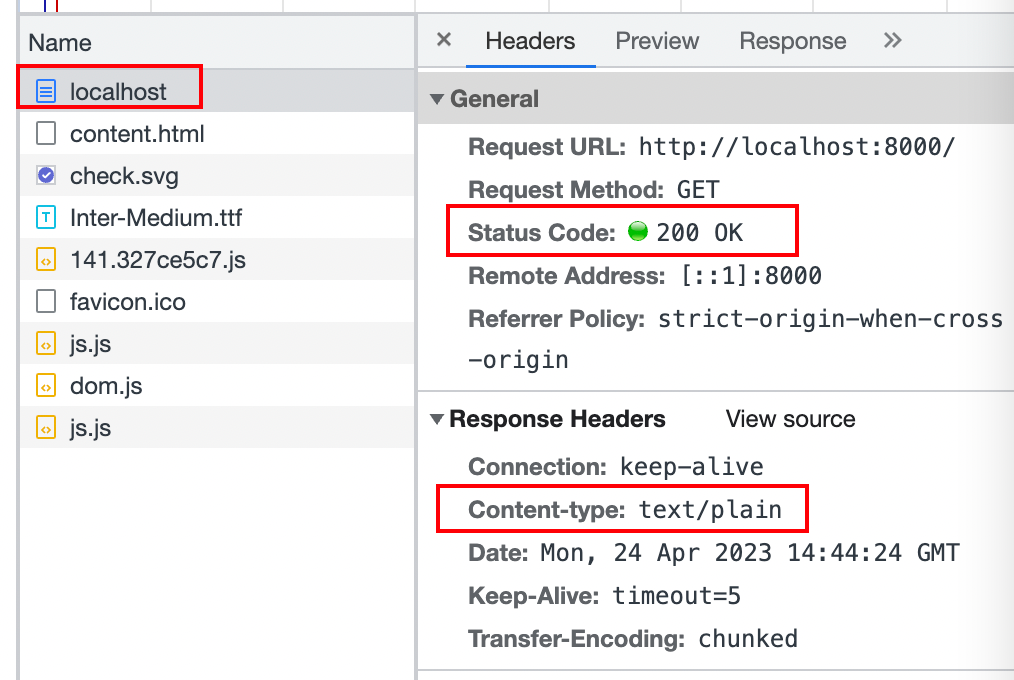 Name
localhost
content.html
check.svg
Inter-Medium.ttf
141.327ce5c7.js
favicon.ico
js.js
dom.js
js.js
× Headers Preview Response »
▼ General
Request URL: http://localhost:8000/
Request Method: GET
Status Code: 200 OK
Remote Address: [::1]:8000
Referrer Policy: strict-origin-when-cross
-origin
▼ Response Headers View source
Connection: keep-alive
Content-type: text/plain
Date: Mon, 24 Apr 2023 14:44:24 GMT
Keep-Alive: timeout=5
Transfer-Encoding: chunked